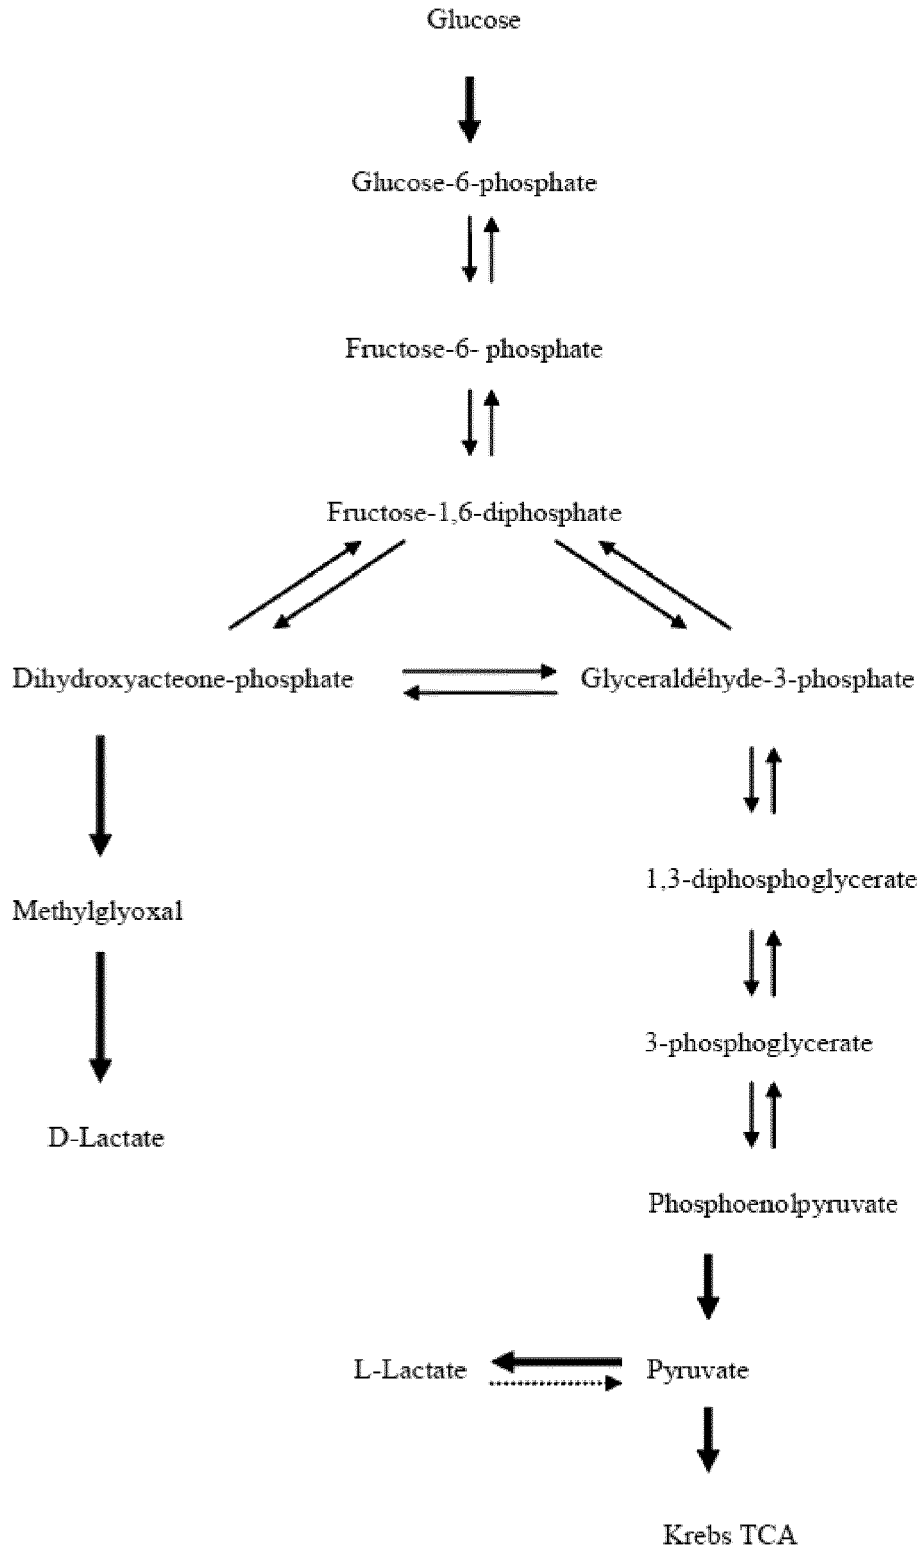 Glucose
Glucose-6-phosphate
Fructose-6- phosphate
Fructose-1,6-diphosphate
Dihydroxyacteone-phosphate
Glyceraldéhyde-3-phosphate
1,3-diphosphoglycerate
Methylglyoxal
3-phosphoglycerate
D-Lactate
Phosphoenolpyruvate
L-Lactate
Pyruvate
Krebs TCA